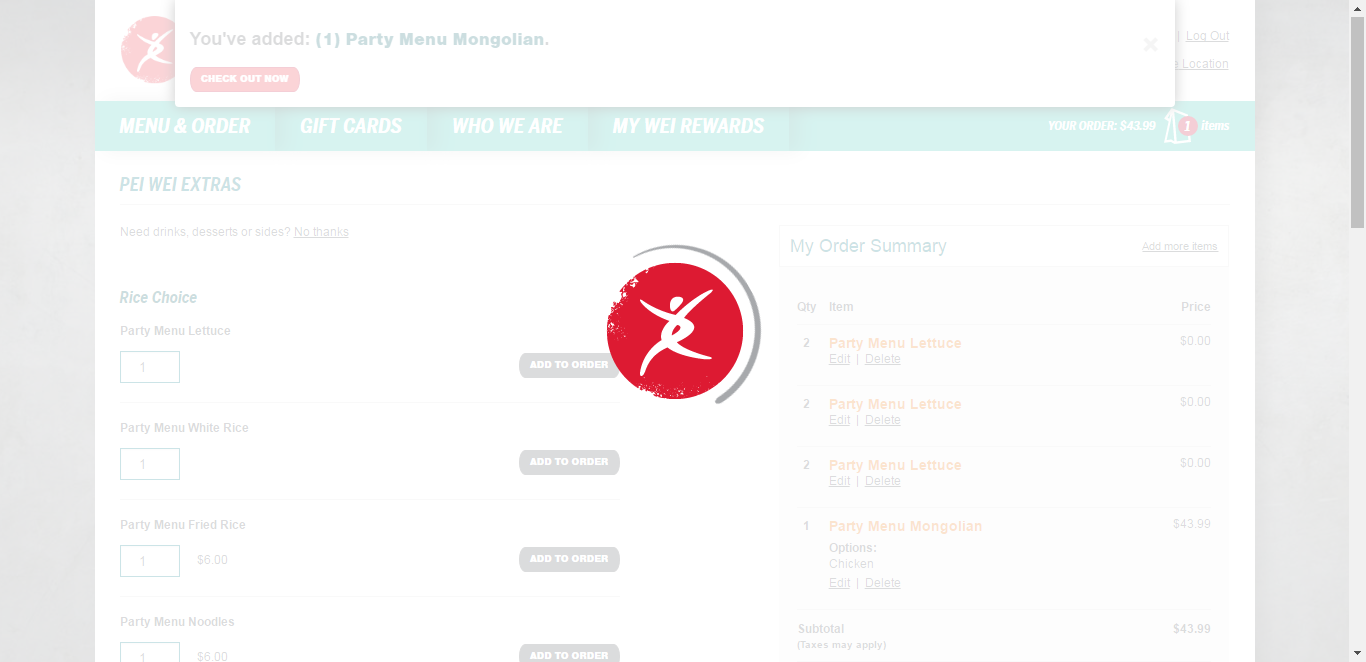 You've added: (1) Party Menu Mongolian.
CHECK OUT NOW
| Log Out
Location
MENU & ORDER
GIFT CARDS
WHO WE ARE
MY WEI REWARDS
YOUR ORDER: $43.99 1 items
PEI WEI EXTRAS
Need drinks, desserts or sides? No thanks
Rice Choice
Party Menu Lettuce
1
ADD TO ORDER
Party Menu White Rice
1
ADD TO ORDER
Party Menu Fried Rice
1 $6.00
ADD TO ORDER
Party Menu Noodles
1 $6.00
ADD TO ORDER
My Order Summary
Add more items
Qty Item Price
2 Party Menu Lettuce $0.00
Edit | Delete
2 Party Menu Lettuce $0.00
Edit | Delete
2 Party Menu Lettuce $0.00
Edit | Delete
1 Party Menu Mongolian $43.99
Options:
Chicken
Edit | Delete
Subtotal $43.99
(Taxes may apply)